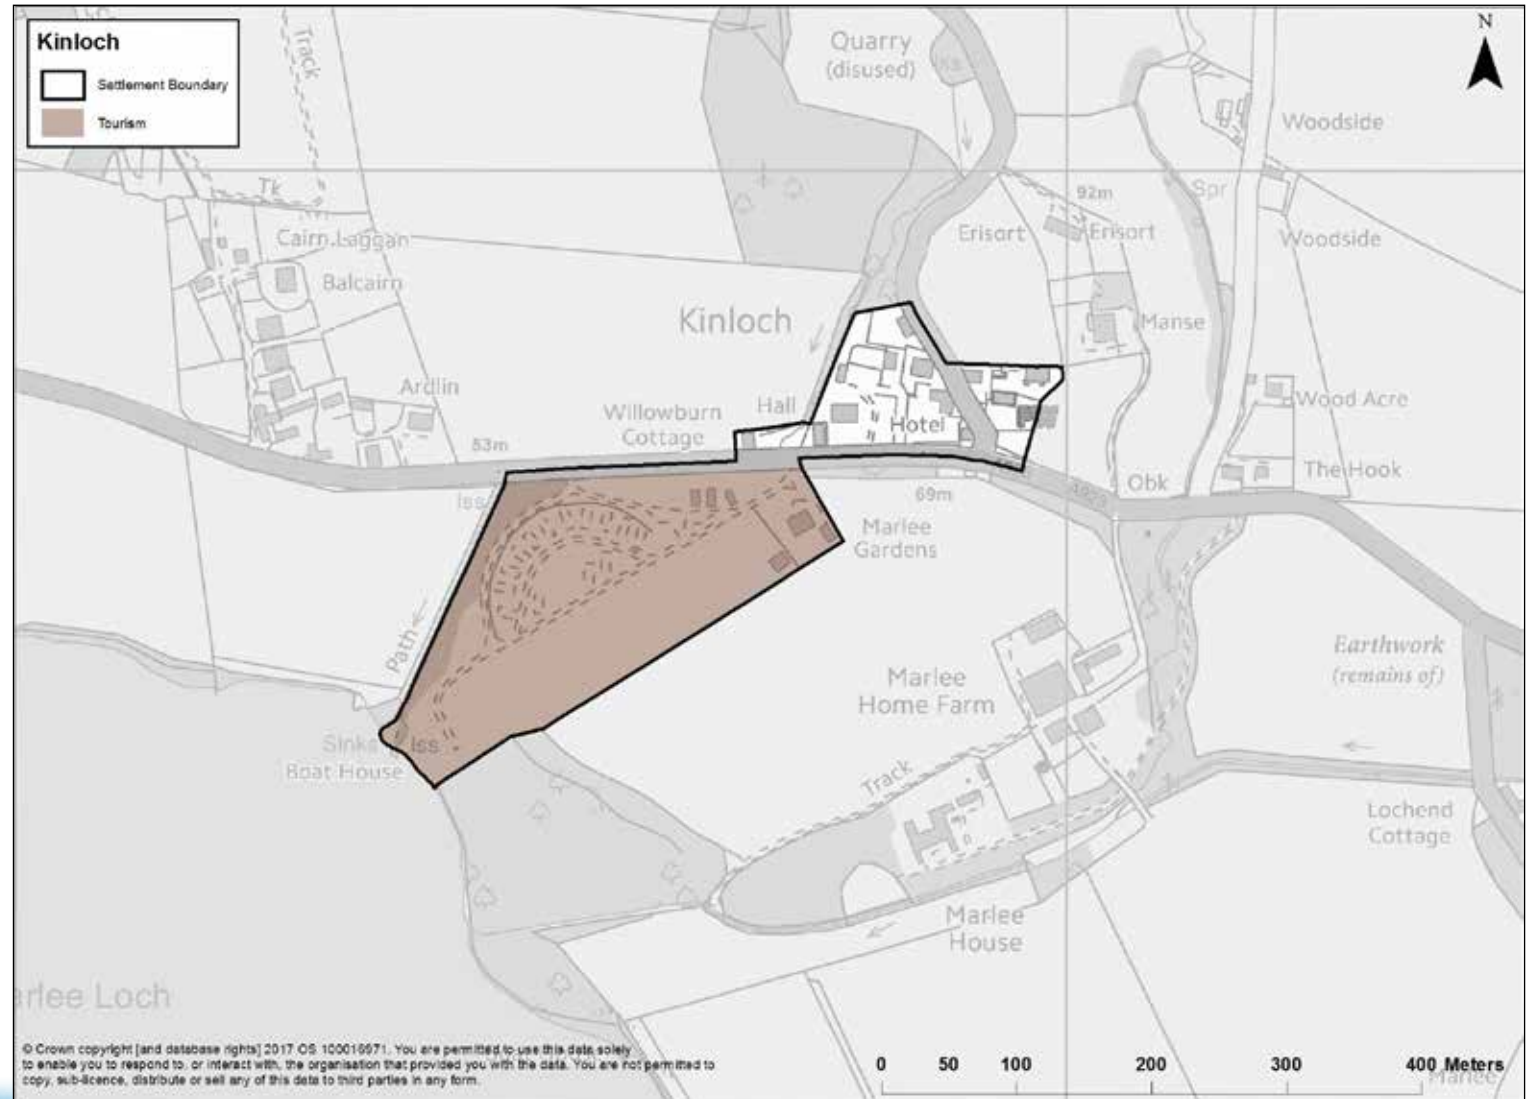 Kinloch
Settlement Boundary
Tourism
N
Track
Quarry
(disused)
Woodside
Tk
92m
Spr
Cairn Laggan
Erisort
Erisort
Woodside
Balcairn
Kinloch
Manse
Ardlin
Willowburn
Cottage
Hall
Hotel
Wood Acre
53m
The Hook
Iss
69m
Obk
Marlee
Gardens
Path
Earthwork
(remains of)
Marlee
Home Farm
Sinks
Iss
Boat House
Track
Lochend
Cottage
Marlee
House
arlee Loch
© Crown copyright [and database rights] 2017 OS 100016971. You are permitted to use this data solely
to enable you to respond to, or interact with, the organisation that provided you with the data. You are not permitted to
copy, sub-licence, distribute or sell any of this data to third parties in any form.
0 50 100 200 300 400 Meters
Marlee